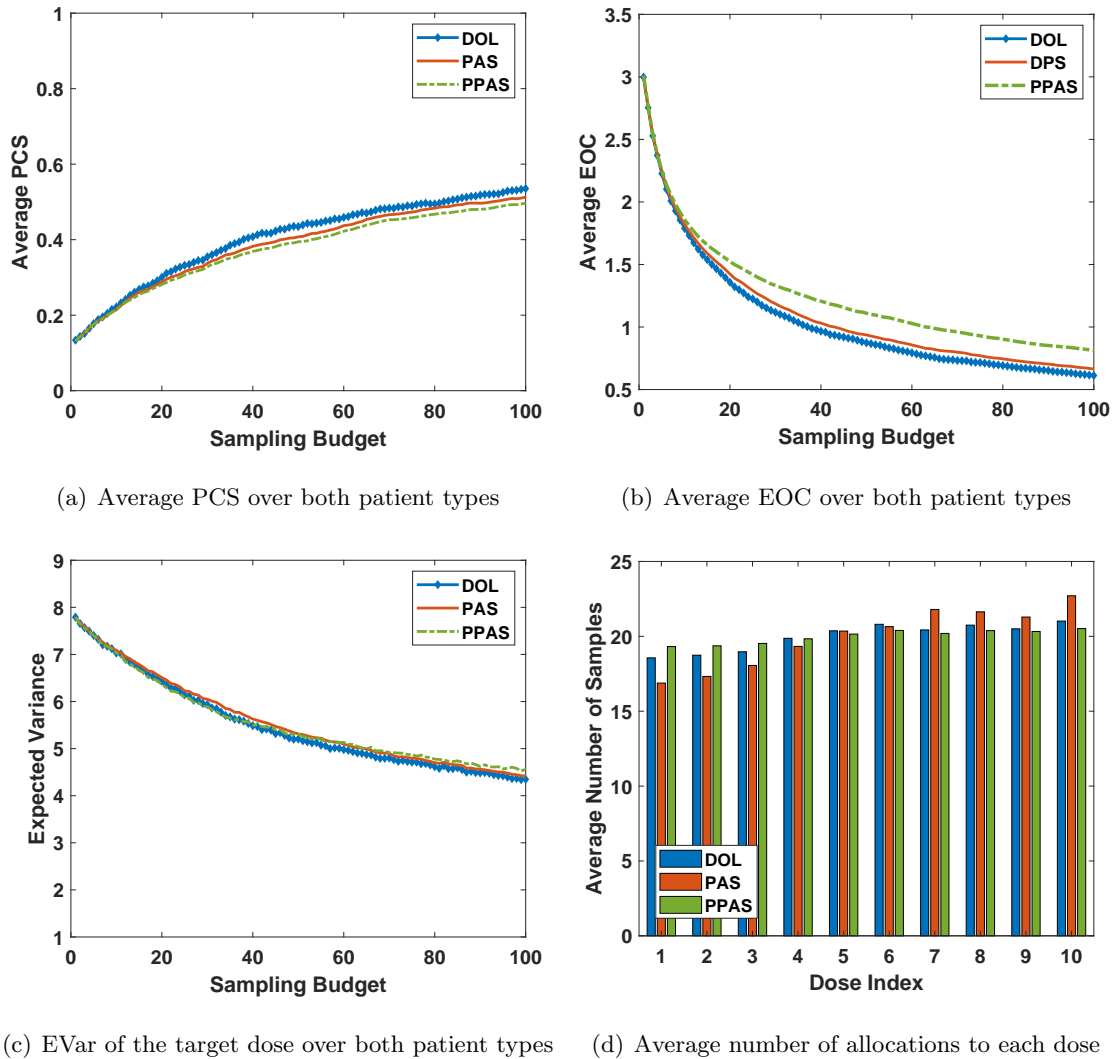 1
0.8
0.6
0.4
0.2
0
0 20 40 60 80 100
Average PCS
Sampling Budget
DOL
PAS
PPAS
(a) Average PCS over both patient types
3.5
3
2.5
2
1.5
1
0.5
0 20 40 60 80 100
Average EOC
Sampling Budget
DOL
DPS
PPAS
(b) Average EOC over both patient types
9
8
7
6
5
4
3
2
1
0 20 40 60 80 100
Expected Variance
Sampling Budget
DOL
PAS
PPAS
(c) EVar of the target dose over both patient types
25
20
15
10
5
0
1 2 3 4 5 6 7 8 9 10
Average Number of Samples
Dose Index
DOL
PAS
PPAS
(d) Average number of allocations to each dose